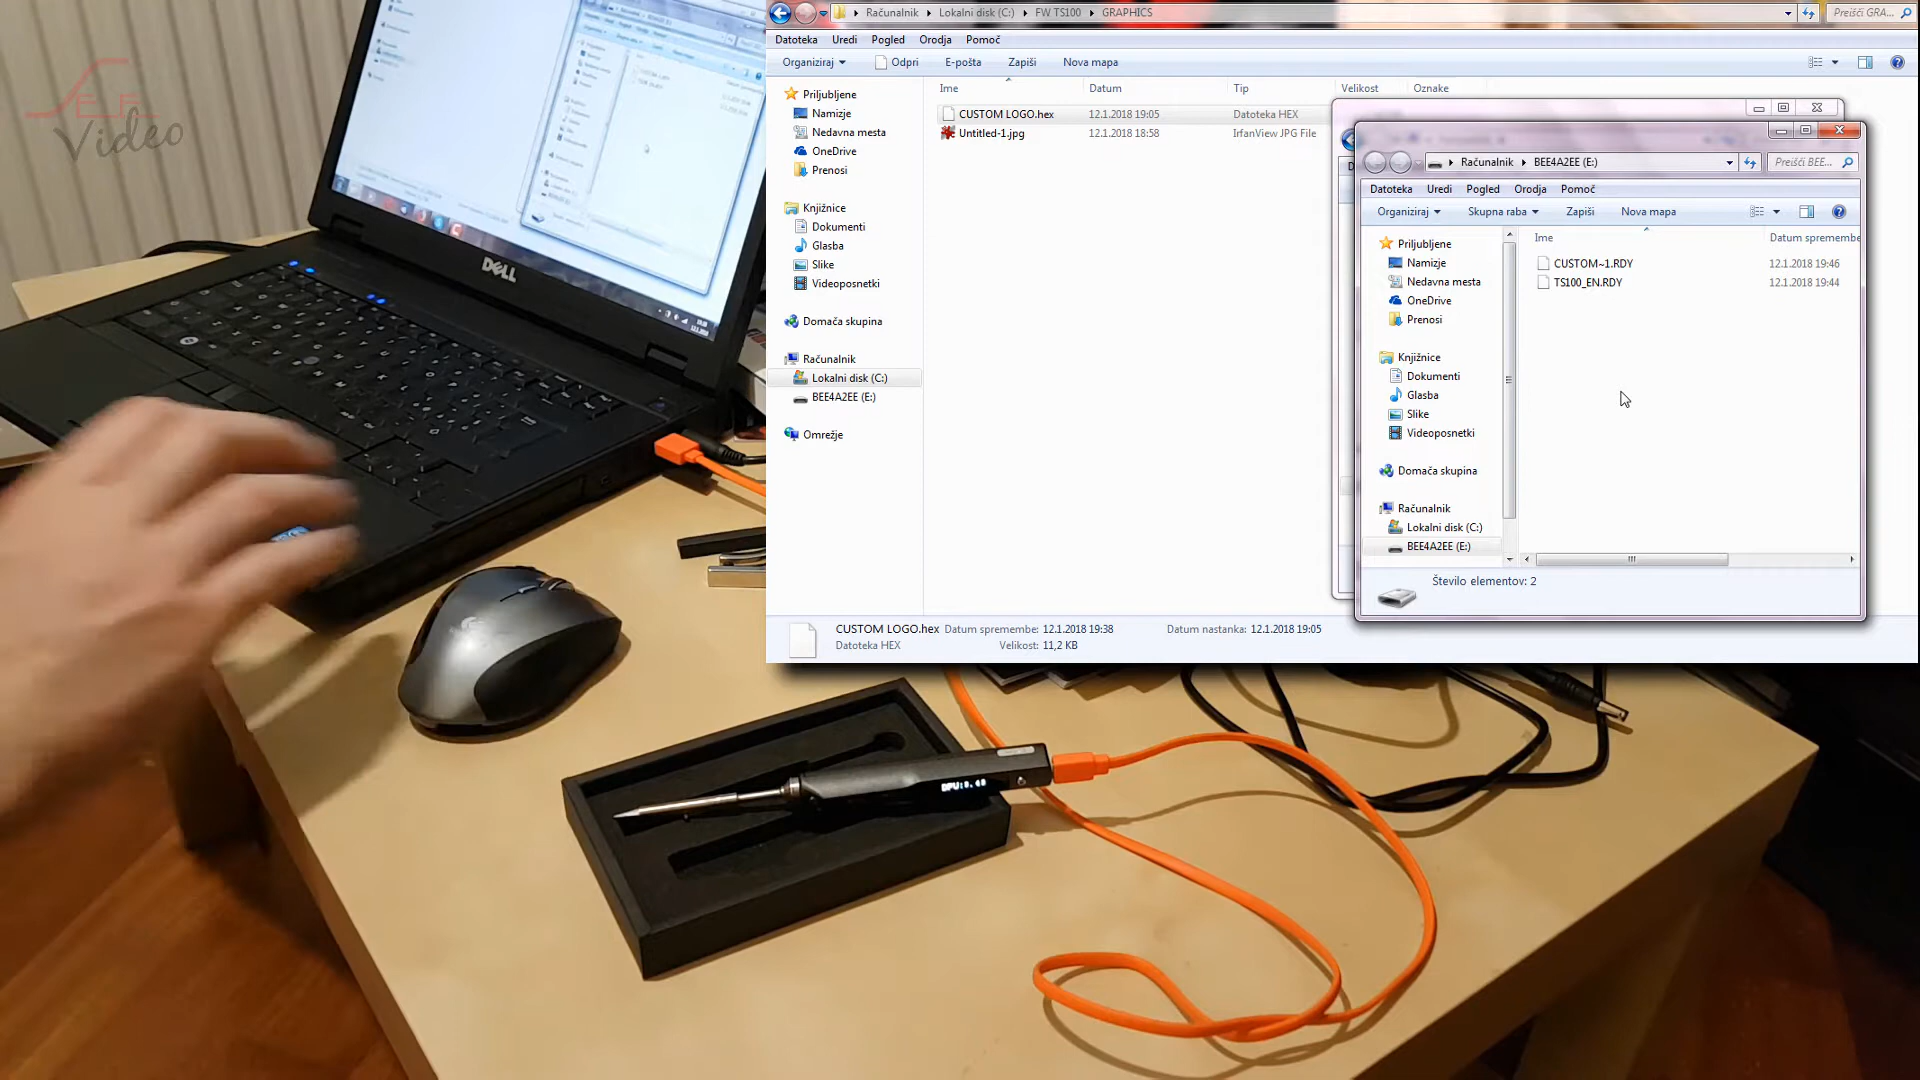 SELF
Video
DELL
DFU:0.40
Računalnik
Lokalni disk (C:)
FW TS100
GRAPHICS
Preišči GRA...
Datoteka
Uredi
Pogled
Orodja
Pomoč
Organiziraj
Odpri
E-pošta
Zapiši
Nova mapa
Ime
Datum
Tip
Velikost
Oznake
CUSTOM LOGO.hex
12.1.2018 19:05
Datoteka HEX
Untitled-1.jpg
12.1.2018 18:58
IrfanView JPG File
Priljubljene
Namizje
Nedavna mesta
OneDrive
Prenosi
Knjižnice
Dokumenti
Glasba
Slike
Videoposnetki
Domača skupina
Računalnik
Lokalni disk (C:)
BEE4A2EE (E:)
Omrežje
CUSTOM LOGO.hex
Datum spremembe: 12.1.2018 19:38
Datum nastanka: 12.1.2018 19:05
Datoteka HEX
Velikost: 11,2 KB
Računalnik
BEE4A2EE (E:)
Preišči BEE...
Datoteka
Uredi
Pogled
Orodja
Pomoč
Organiziraj
Skupna raba
Zapiši
Nova mapa
Ime
Datum spremembe
CUSTOM~1.RDY
12.1.2018 19:46
TS100_EN.RDY
12.1.2018 19:44
Priljubljene
Namizje
Nedavna mesta
OneDrive
Prenosi
Knjižnice
Dokumenti
Glasba
Slike
Videoposnetki
Domača skupina
Računalnik
Lokalni disk (C:)
BEE4A2EE (E:)
Število elementov: 2